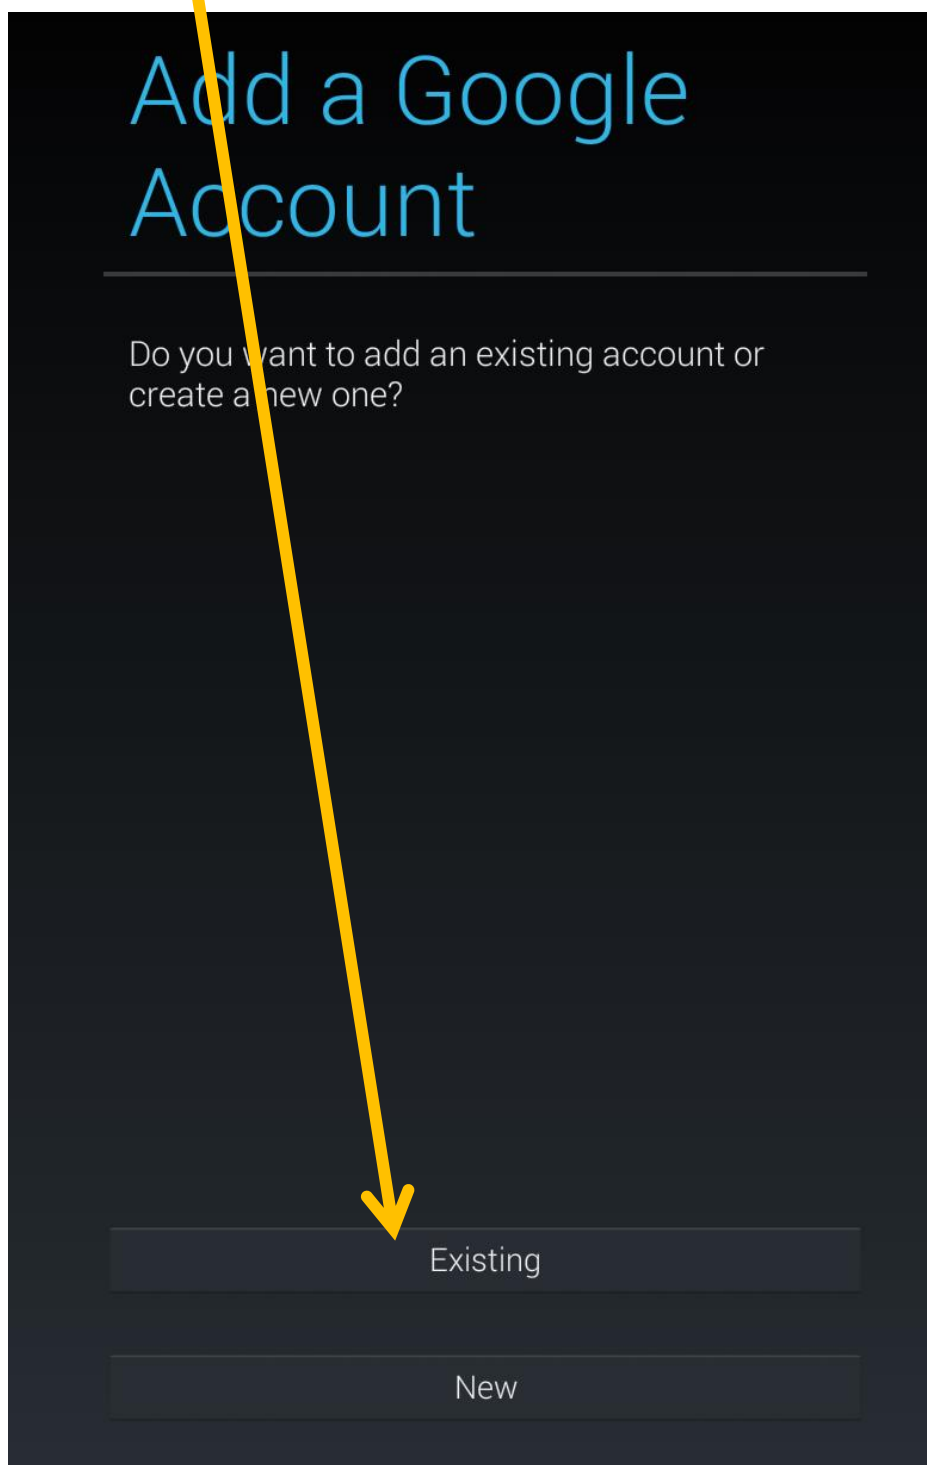 Add a Google
Account
Do you want to add an existing account or
create a new one?
Existing
New